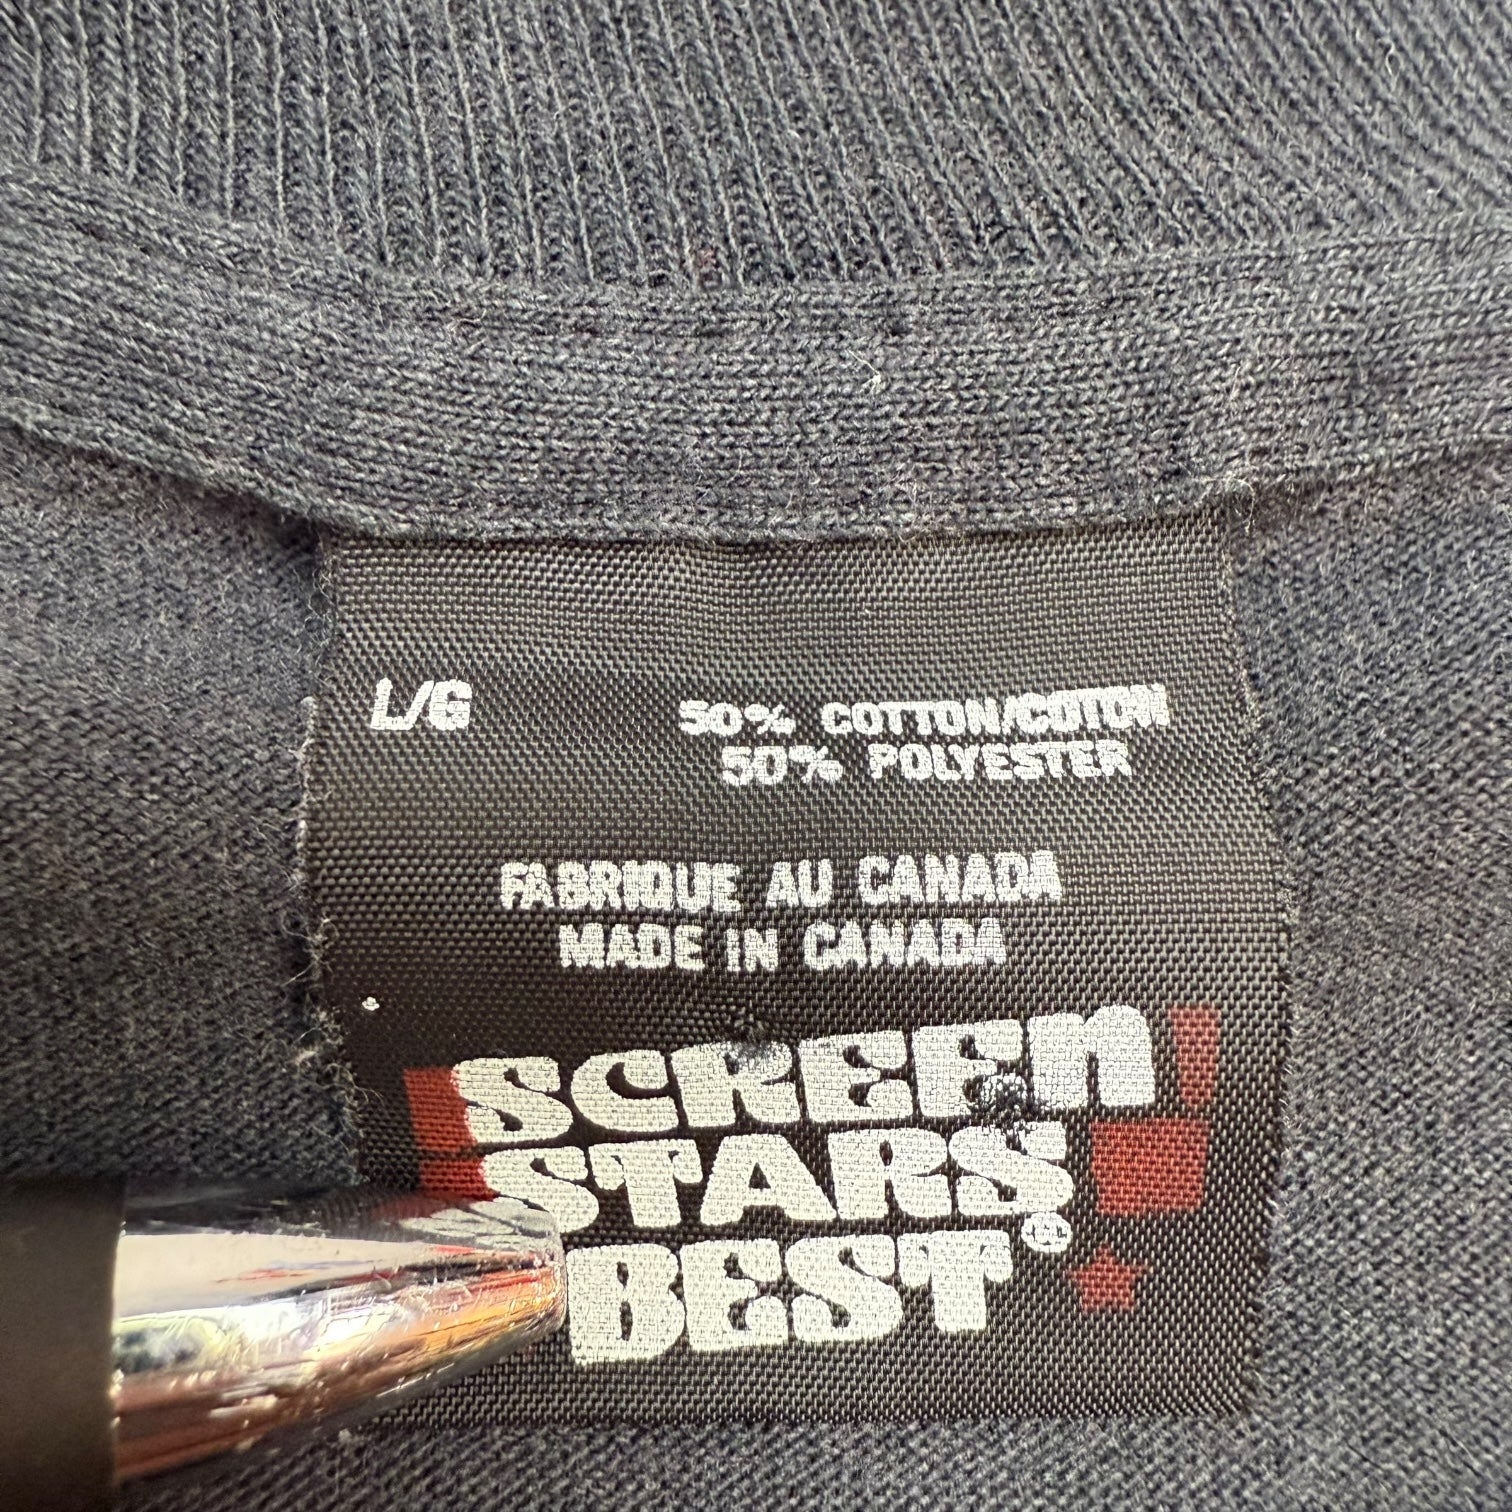 L/G
50% COTTON/COTON
50% POLYESTER
FABRIQUE AU CANADA
MADE IN CANADA
SCREEN
STARS
BEST®